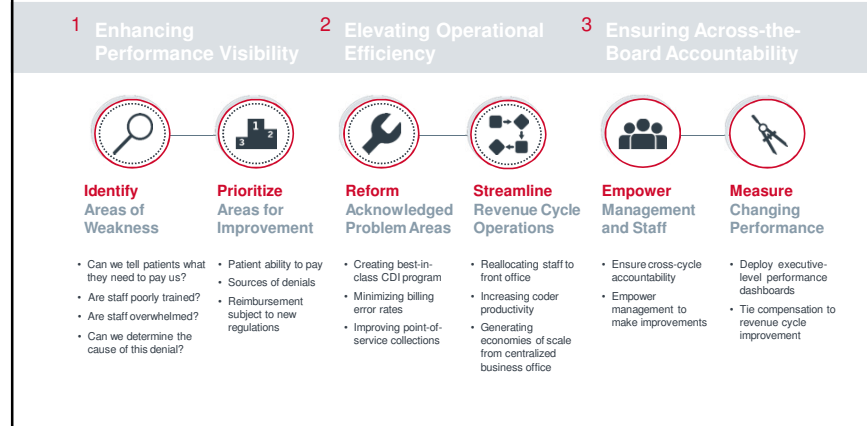 1 Enhancing
Performance Visibility
2 Elevating Operational
Efficiency
3 Ensuring Across-the-
Board Accountability
1
2
3
Identify
Areas of
Weakness
• Can we tell patients what
they need to pay us?
• Are staff poorly trained?
• Are staff overwhelmed?
• Can we determine the
cause of this denial?
Prioritize
Areas for
Improvement
• Patient ability to pay
• Sources of denials
• Reimbursement
subject to new
regulations
Reform
Acknowledged
Problem Areas
• Creating best-in-
class CDI program
• Minimizing billing
error rates
• Improving point-of-
service collections
Streamline
Revenue Cycle
Operations
• Reallocating staff to
front office
• Increasing coder
productivity
• Generating
economies of scale
from centralized
business office
Empower
Management
and Staff
• Ensure cross-cycle
accountability
• Empower
management to
make improvements
Measure
Changing
Performance
• Deploy executive-
level performance
dashboards
• Tie compensation to
revenue cycle
improvement